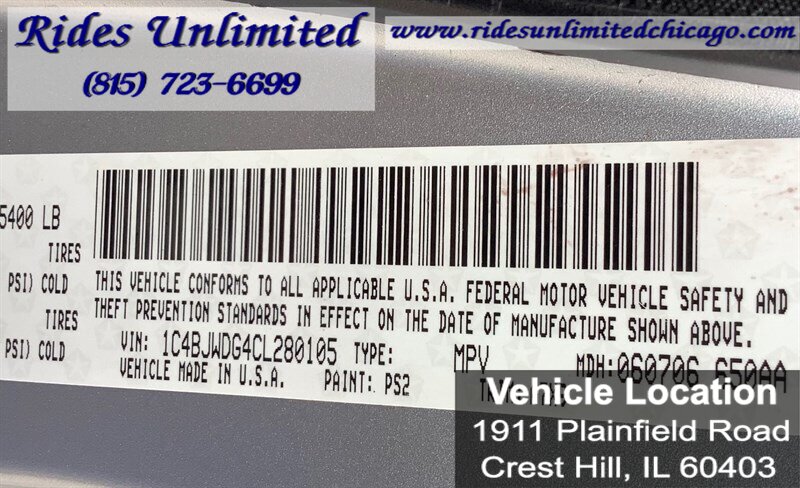 Rides Unlimited
(815) 723-6699
www.ridesunlimitedchicago.com
5400 LB
TIRES
PSI) COLD
TIRES
PSI) COLD
THIS VEHICLE CONFORMS TO ALL APPLICABLE U.S.A. FEDERAL MOTOR VEHICLE SAFETY AND
THEFT PREVENTION STANDARDS IN EFFECT ON THE DATE OF MANUFACTURE SHOWN ABOVE.
VIN: 1C4BJWDG4CL280105 TYPE: MPV MDH: 060706 650AA
VEHICLE MADE IN U.S.A. PAINT: PS2
Vehicle Location
1911 Plainfield Road
Crest Hill, IL 60403